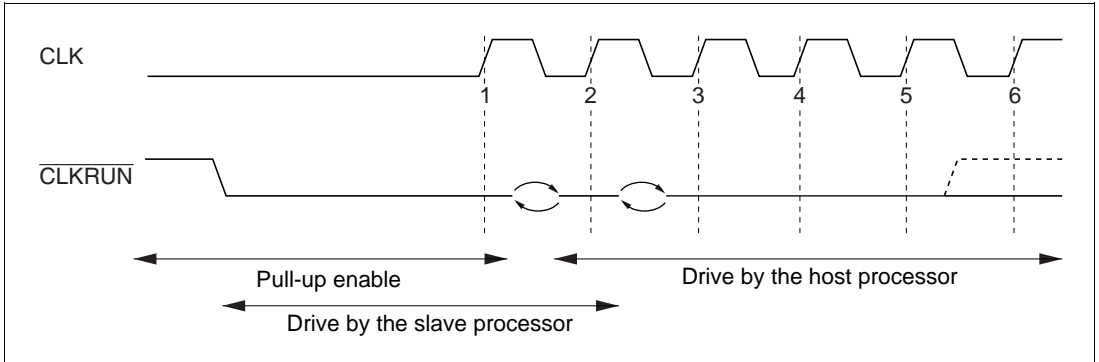 CLK
1 2 3 4 5 6
CLKRUN
Pull-up enable
Drive by the host processor
Drive by the slave processor